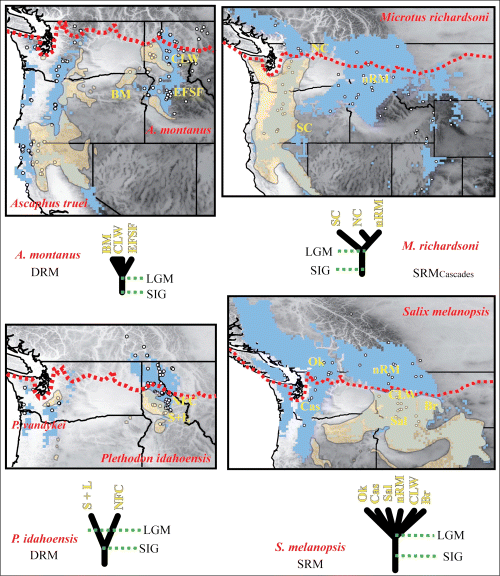 CLW
BM
EFSF
A. montanus
Ascaphus truei
Microtus richardsoni
NC
nRM
SC
A. montanus
DRM
BM
CLW
EFSF
LGM
SIG
SC
NC
nRM
LGM
SIG
M. richardsoni
SRMCascades
P. vandykei
Plethodon idahoensis
Salix melanopsis
Ok
nRM
Cas
CLW
Br
Sal
S + L
NFC
LGM
SIG
P. idahoensis
DRM
Ok
Cas
Sal
nRM
CLW
Br
LGM
SIG
S. melanopsis
SRM